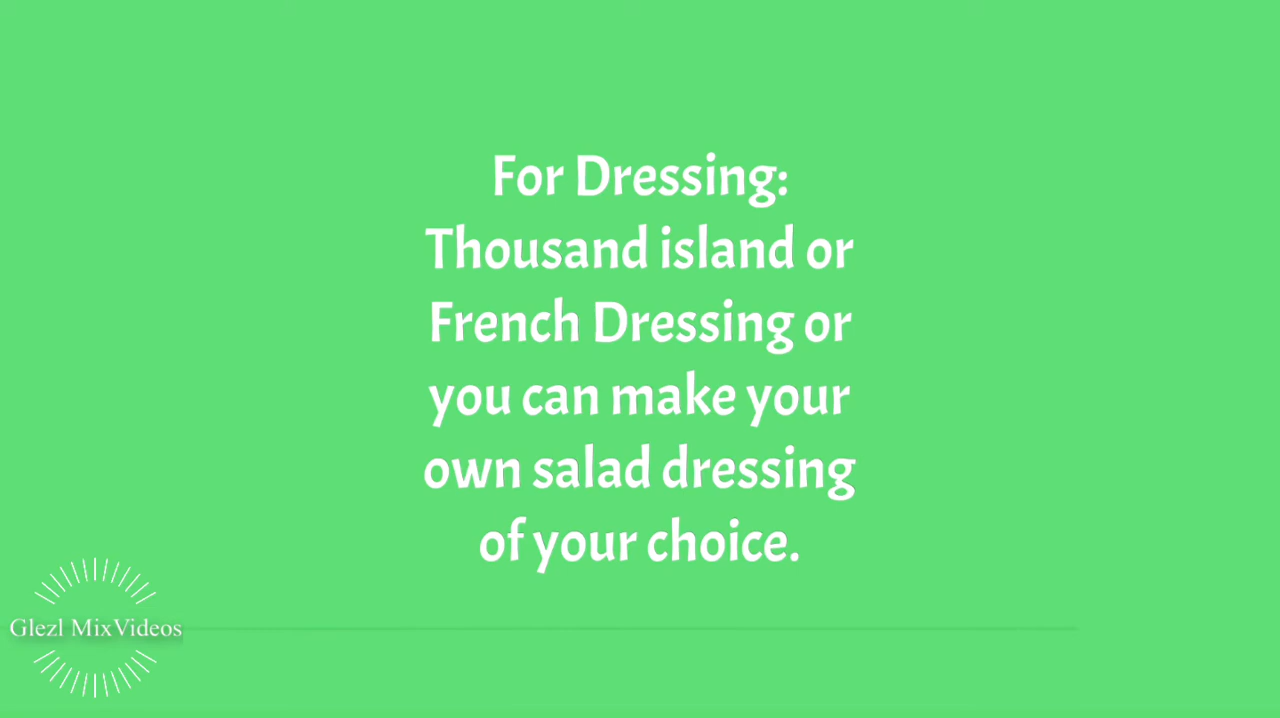 For Dressing:
Thousand island or
French Dressing or
you can make your
own salad dressing
of your choice.
Glezl MixVideos